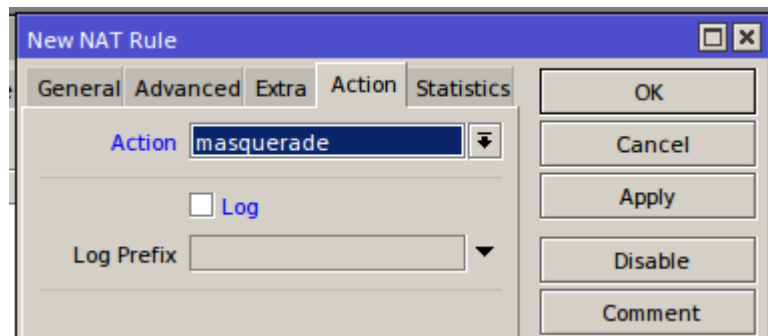 New NAT Rule
General Advanced Extra Action Statistics
OK
Action masquerade
Cancel
Log
Apply
Log Prefix
Disable
Comment